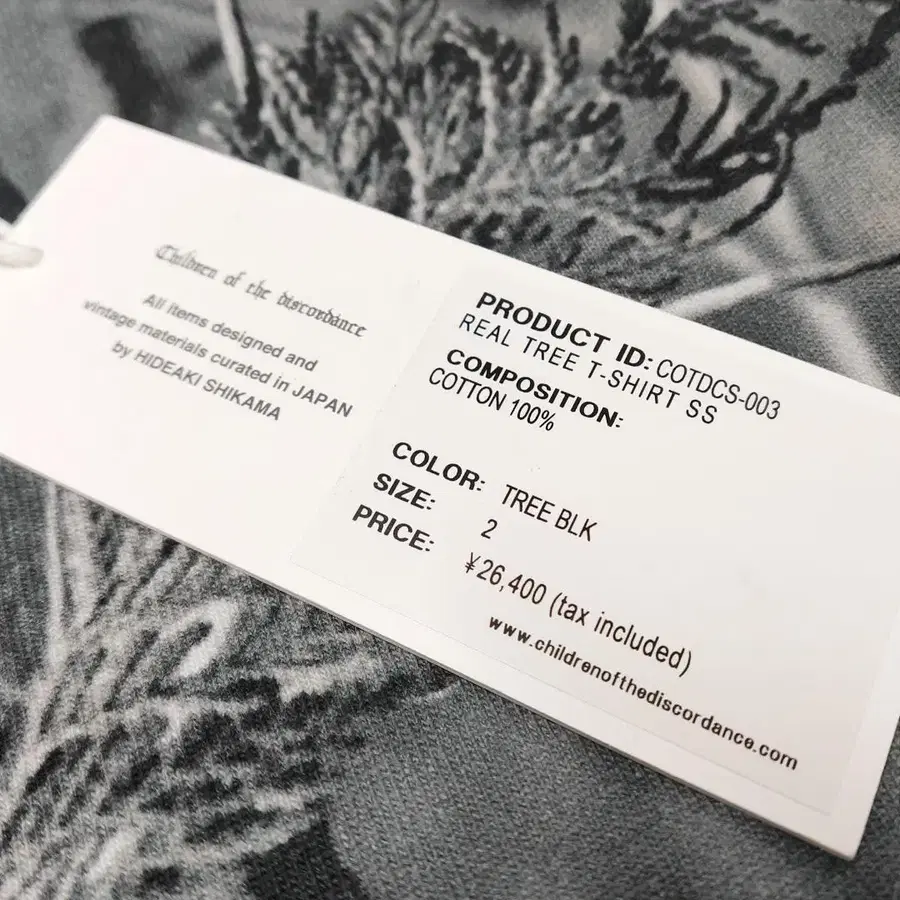 Children of the discordance
All items designed and
vintage materials curated in JAPAN
by HIDEAKI SHIKAMA
PRODUCT ID: COTDCS-003
REAL TREE T-SHIRT SS
COMPOSITION:
COTTON 100%
COLOR: TREE BLK
SIZE: 2
PRICE: ¥26,400 (tax included)
www.childrenofthediscordance.com